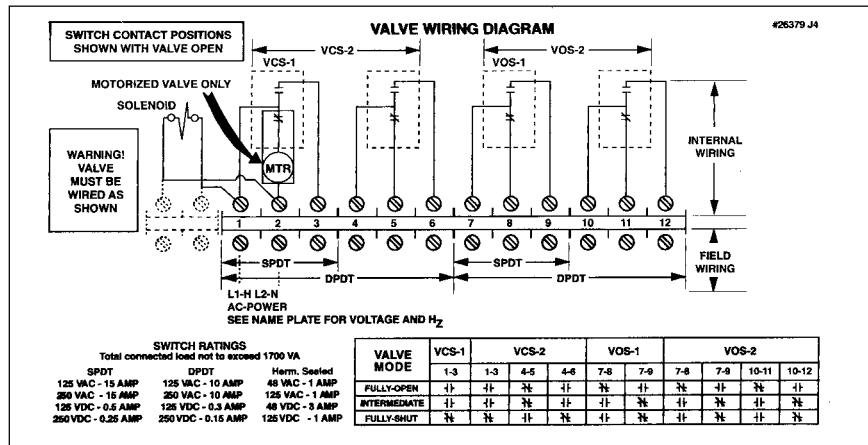 VALVE WIRING DIAGRAM
#26379 J4
SWITCH CONTACT POSITIONS
SHOWN WITH VALVE OPEN
VCS-2
VOS-2
VCS-1
VOS-1
MOTORIZED VALVE ONLY
SOLENOID
MTR
WARNING!
VALVE
MUST BE
WIRED AS
SHOWN
INTERNAL
WIRING
1 2 3 4 5 6 7 8 9 10 11 12
FIELD
WIRING
SPDT SPDT
DPDT DPDT
L1-H L2-N
AC-POWER
SEE NAME PLATE FOR VOLTAGE AND HZ
SWITCH RATINGS
Total connected load not to exceed 1700 VA
SPDT DPDT Herm. Sealed
125 VAC - 15 AMP 125 VAC - 10 AMP 48 VAC - 1 AMP
250 VAC - 15 AMP 250 VAC - 10 AMP 125 VAC - 1 AMP
125 VDC - 0.5 AMP 125 VDC - 0.3 AMP 48 VDC - 3 AMP
250 VDC - 0.25 AMP 250 VDC - 0.15 AMP 125 VDC - 1 AMP
VALVE MODE VCS-1 VCS-2 VOS-1 VOS-2
1-3 1-3 4-5 4-6 7-8 7-9 7-8 7-9 10-11 10-12
FULLY-OPEN
INTERMEDIATE
FULLY-SHUT